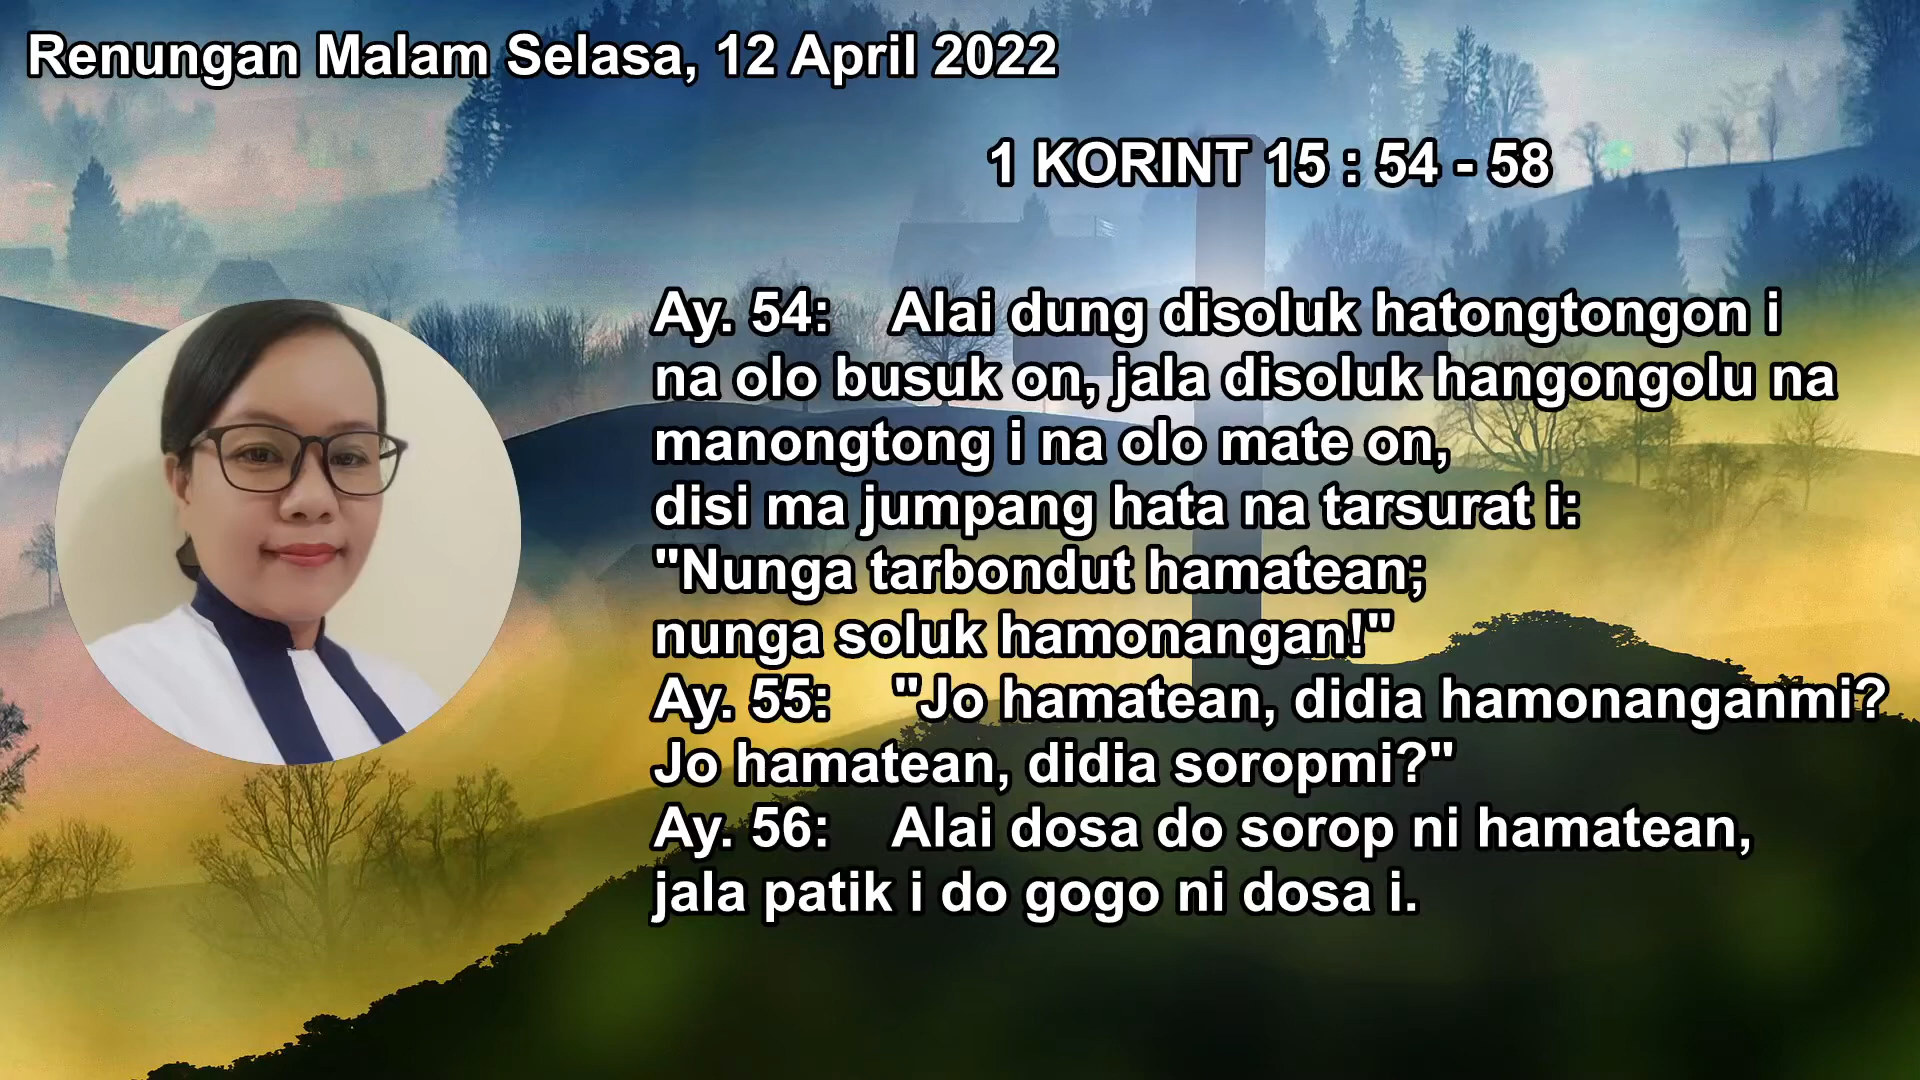 Renungan Malam Selasa, 12 April 2022
1 KORINT 15 : 54 - 58
Ay. 54: Alai dung disoluk hatongtongon i
na olo busuk on, jala disoluk hangongolu na
manongtong i na olo mate on,
disi ma jumpang hata na tarsurat i:
"Nunga tarbondut hamatean;
nunga soluk hamonangan!"
Ay. 55: "Jo hamatean, didia hamonanganmi?
Jo hamatean, didia soropmi?"
Ay. 56: Alai dosa do sorop ni hamatean,
jala patik i do gogo ni dosa i.